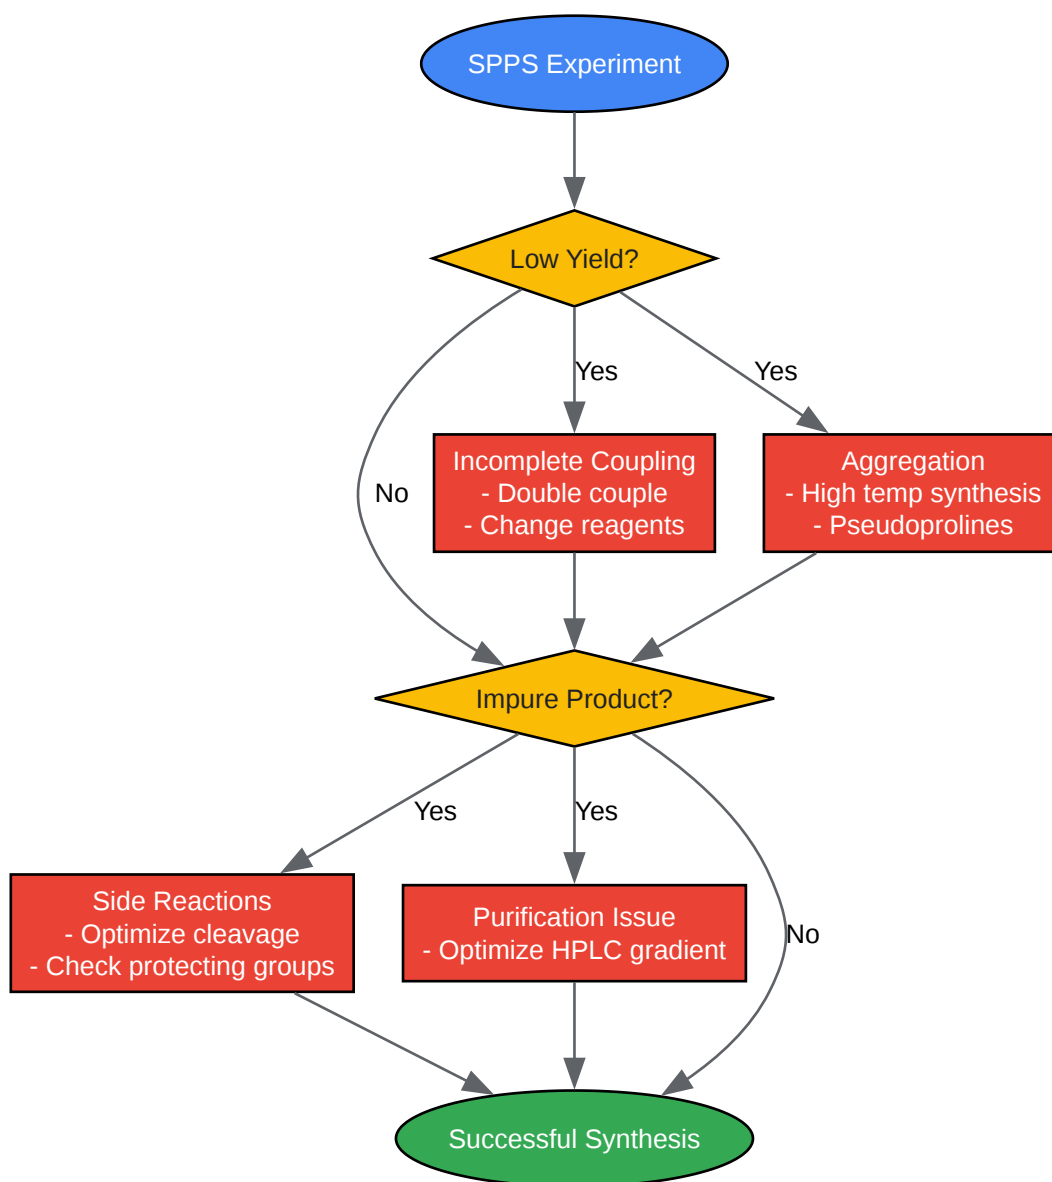 SPPS Experiment
Low Yield?
Yes
Yes
Incomplete Coupling
- Double couple
- Change reagents
Aggregation
- High temp synthesis
- Pseudoprolines
No
Impure Product?
Yes
Yes
Side Reactions
- Optimize cleavage
- Check protecting groups
Purification Issue
- Optimize HPLC gradient
No
Successful Synthesis